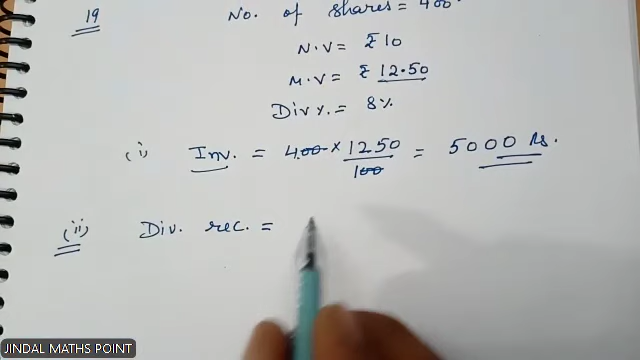 19 No. of shares = 400
N.V = ₹ 10
M.V = ₹ 12.50
Div %. = 8%
(i) Inv. = 400 × 1250 / 100 = 5000 Rs.
(ii) Div. rec. =
JINDAL MATHS POINT